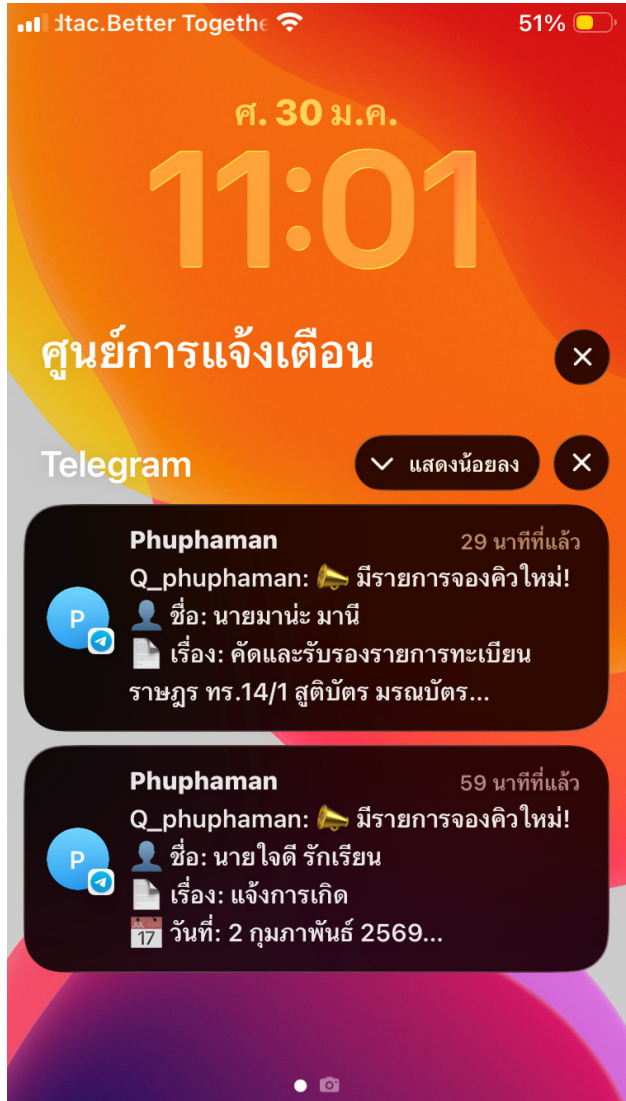 dtac.Better Togethe
51%
ศ. 30 ม.ค.
11:01
ศูนย์การแจ้งเตือน
Telegram
แสดงน้อยลง
Phuphaman
29 นาทีที่แล้ว
Q_phuphaman: 📣 มีรายการจองคิวใหม่!
👤 ชื่อ: นายมาน่ะ มานี
📄 เรื่อง: คัดและรับรองรายการทะเบียน
ราษฎร ทร.14/1 สูติบัตร มรณบัตร...
P
Phuphaman
59 นาทีที่แล้ว
Q_phuphaman: 📣 มีรายการจองคิวใหม่!
👤 ชื่อ: นายใจดี รักเรียน
P
📄 เรื่อง: แจ้งการเกิด
📅 วันที่: 2 กุมภาพันธ์ 2569...